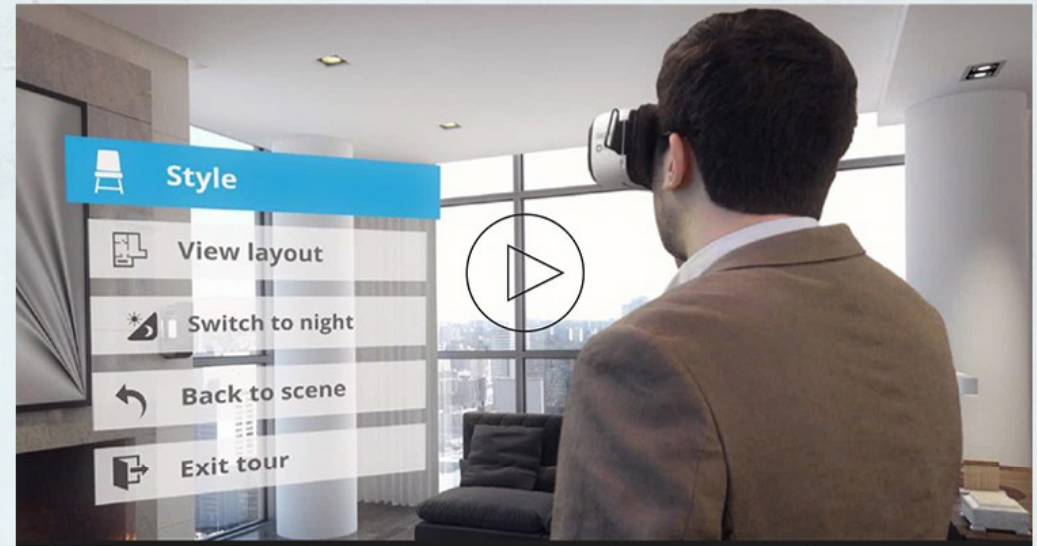 Style
View layout
Switch to night
Back to scene
Exit tour